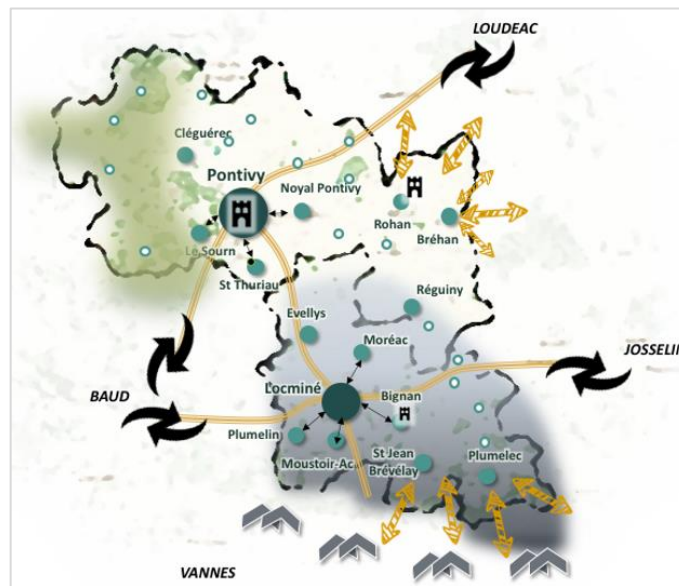 LOUDEAC
Cléguérec
Pontivy
Noyal Pontivy
Rohan
Bréhan
Le Sourn
St Thuriau
Réguiny
Evellys
Moréac
JOSSELIN
Locminé
Bignan
BAUD
Plumelin
Moustoir-Ac
St Jean
Brévélay
Plumelec
VANNES